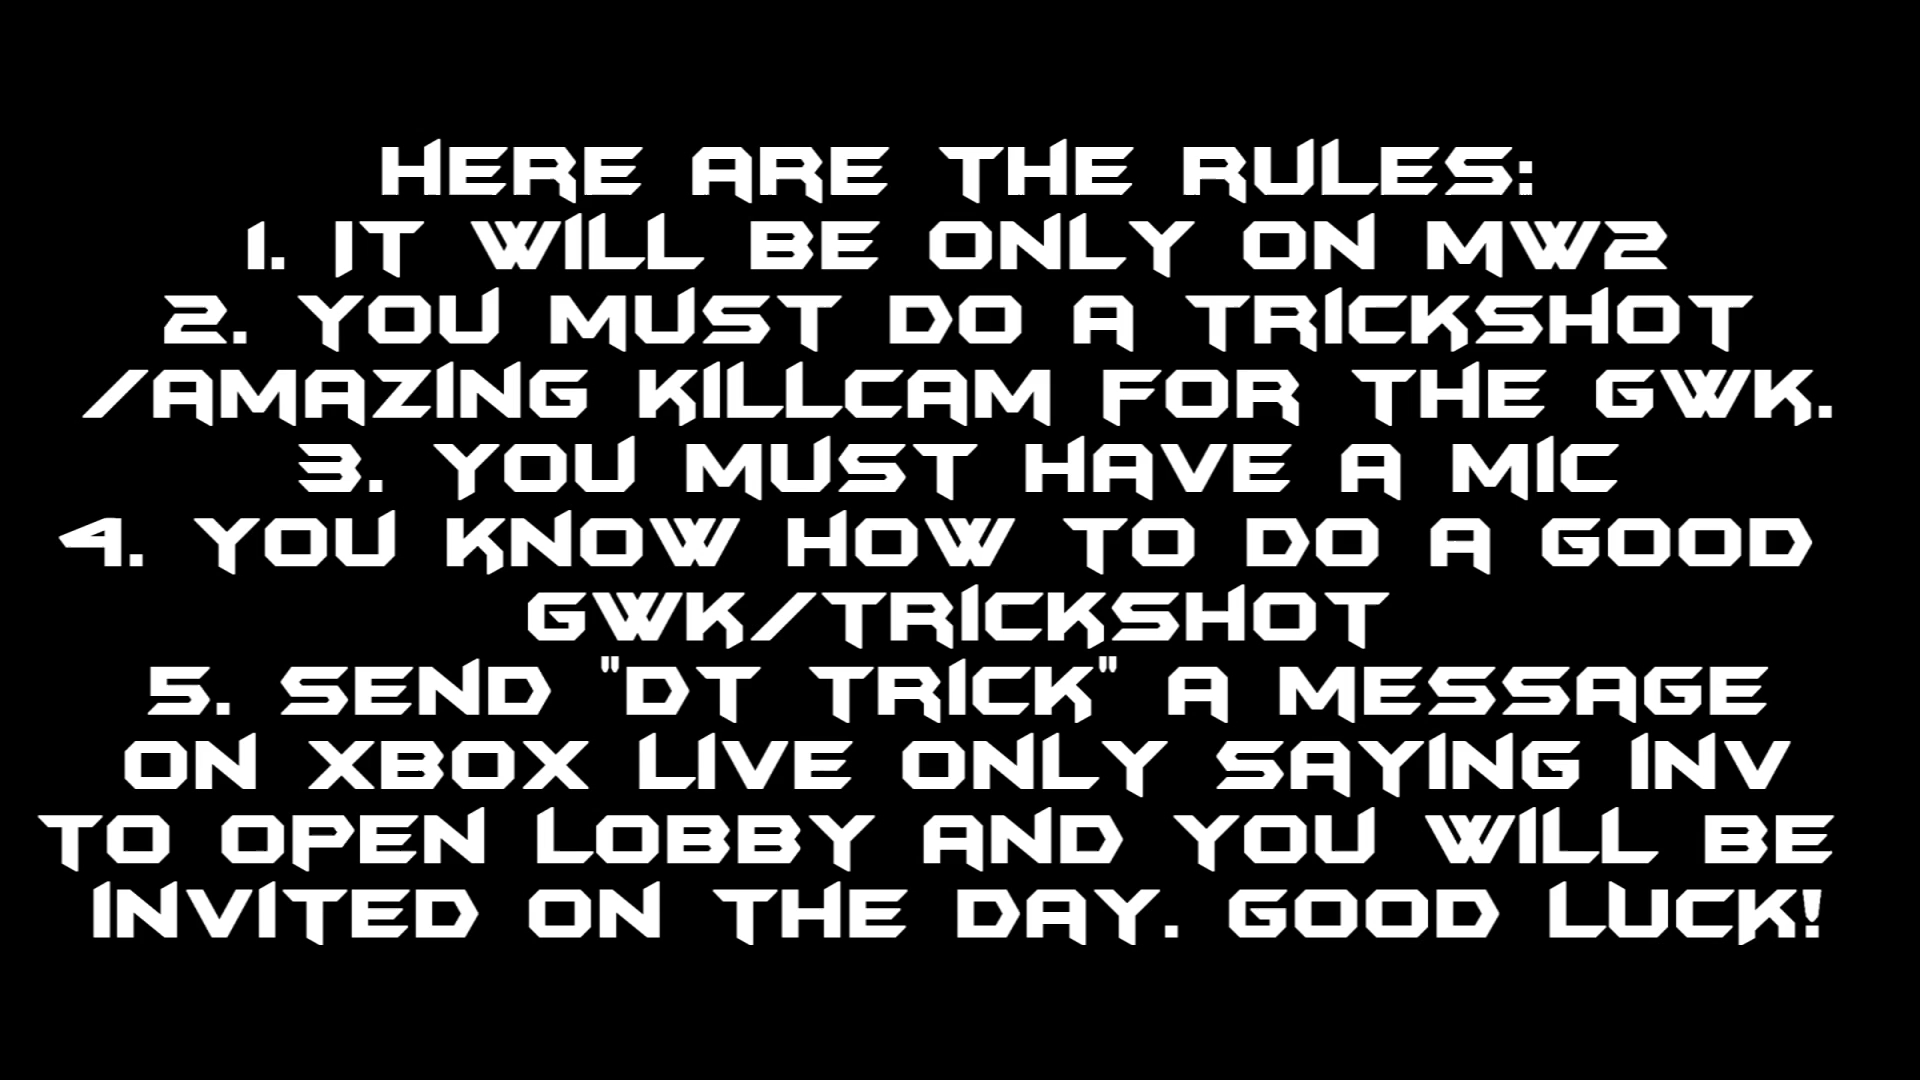 HERE ARE THE RULES:
1. IT WILL BE ONLY ON MW2
2. YOU MUST DO A TRICKSHOT
/AMAZING KILLCAM FOR THE GWK.
3. YOU MUST HAVE A MIC
4. YOU KNOW HOW TO DO A GOOD
GWK/TRICKSHOT
5. SEND "DT TRICK" A MESSAGE
ON XBOX LIVE ONLY SAYING INV
TO OPEN LOBBY AND YOU WILL BE
INVITED ON THE DAY. GOOD LUCK!